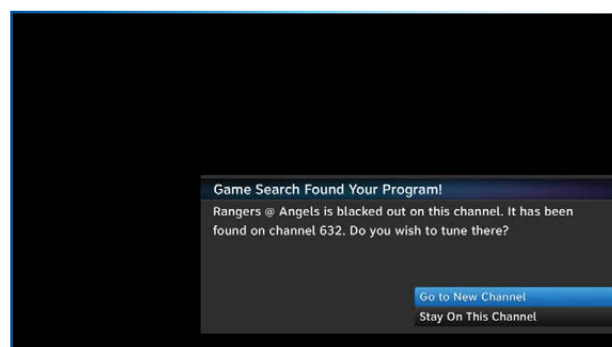 Game Search Found Your Program!
Rangers @ Angels is blacked out on this channel. It has been
found on channel 632. Do you wish to tune there?
Go to New Channel
Stay On This Channel